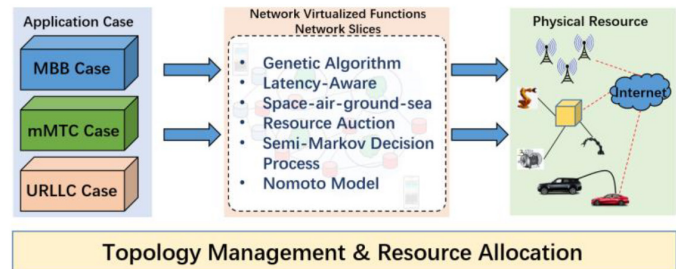 Application Case
MBB Case
mMTC Case
URLLC Case
Network Virtualized Functions
Network Slices
• Genetic Algorithm
• Latency-Aware
• Space-air-ground-sea
• Resource Auction
• Semi-Markov Decision
Process
• Nomoto Model
Physical Resource
Internet
Topology Management & Resource Allocation